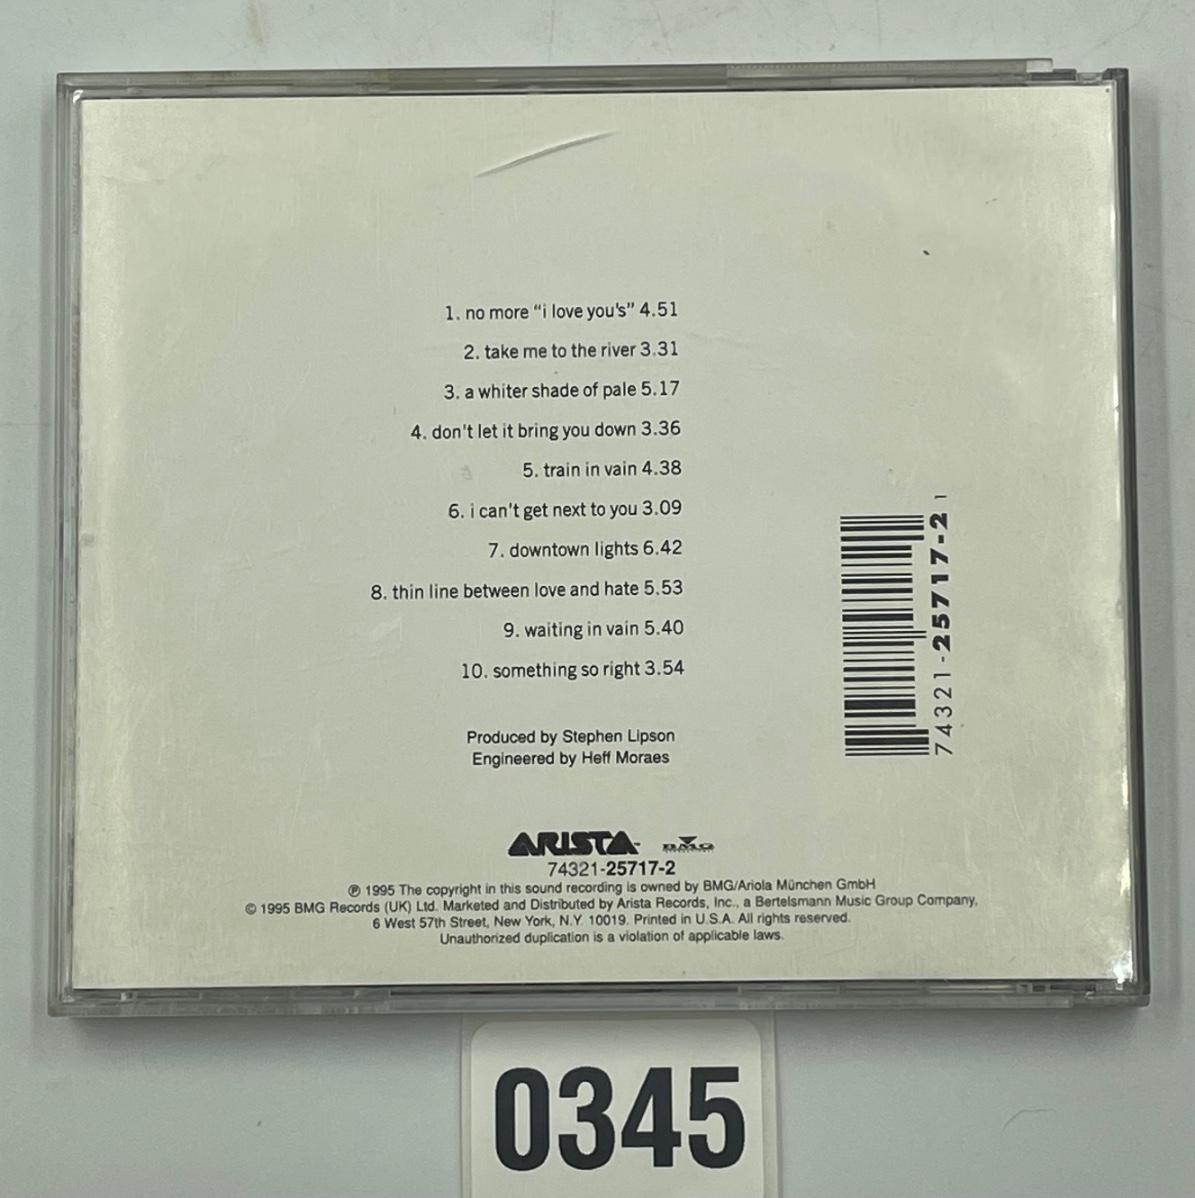 1. no more “i love you's” 4.51
2. take me to the river 3.31
3. a whiter shade of pale 5.17
4. don't let it bring you down 3.36
5. train in vain 4.38
6. i can't get next to you 3.09
7. downtown lights 6.42
8. thin line between love and hate 5.53
9. waiting in vain 5.40
10. something so right 3.54
Produced by Stephen Lipson
Engineered by Heff Moraes
74321-25717-2 1
ARISTA™ BMG
74321-25717-2
℗ 1995 The copyright in this sound recording is owned by BMG/Ariola München GmbH
© 1995 BMG Records (UK) Ltd. Marketed and Distributed by Arista Records, Inc., a Bertelsmann Music Group Company,
6 West 57th Street, New York, N.Y. 10019. Printed in U.S.A. All rights reserved.
Unauthorized duplication is a violation of applicable laws.
0345